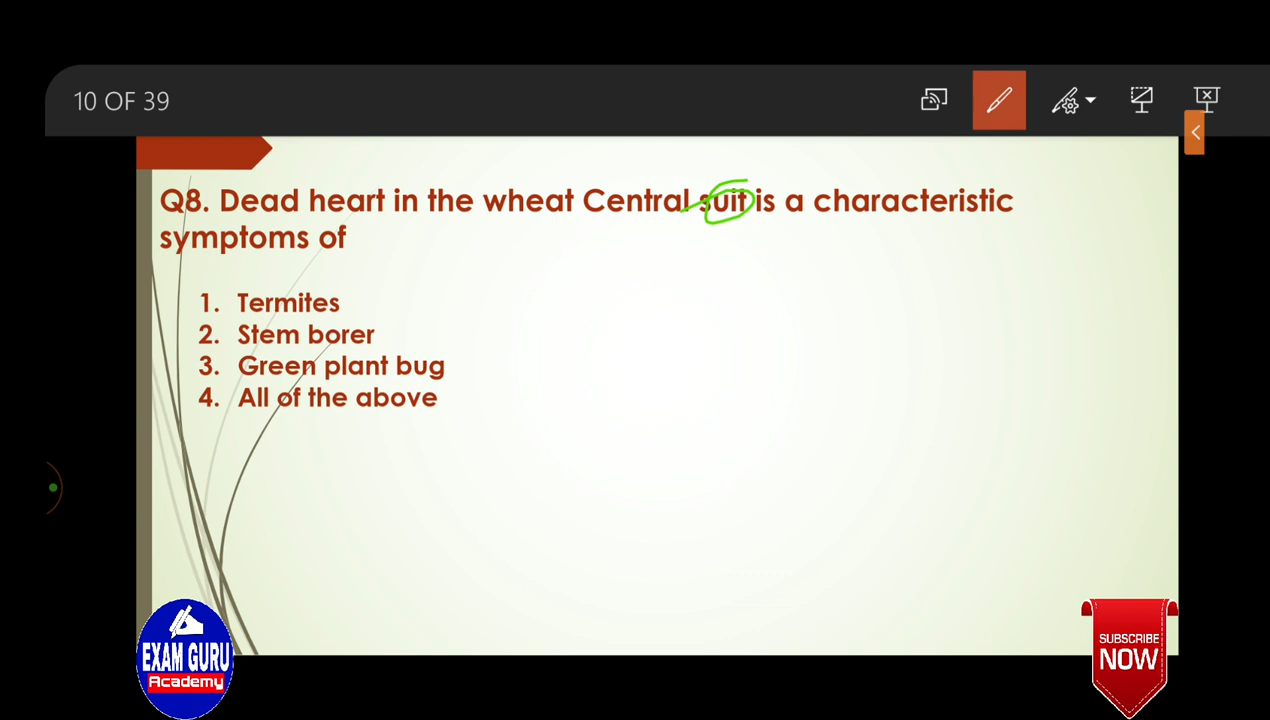 10 OF 39
Q8. Dead heart in the wheat Central suit is a characteristic
symptoms of
1. Termites
2. Stem borer
3. Green plant bug
4. All of the above
EXAM GURU
Academy
SUBSCRIBE
NOW